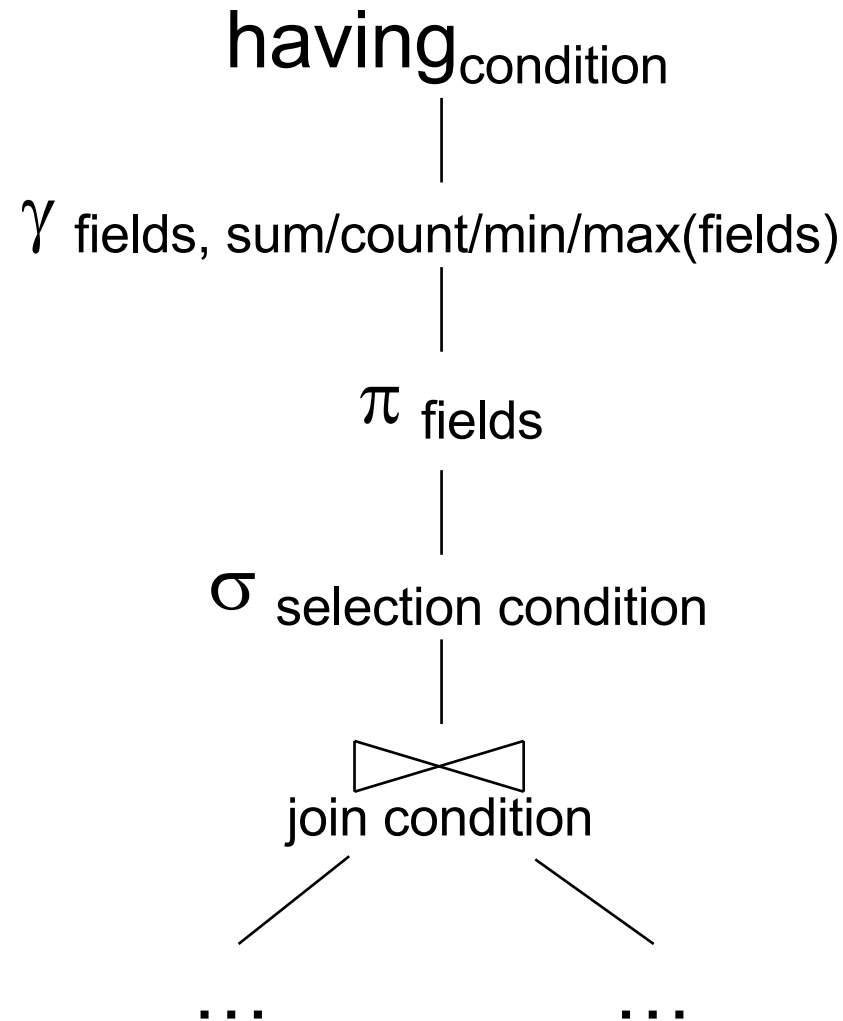 having condition
γ fields, sum/count/min/max(fields)
π fields
σ selection condition
join condition
... ...